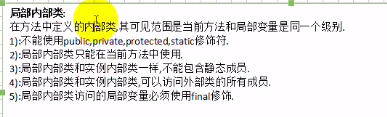 局部内部类:
在方法中定义的内部类,其可见范围是当前方法和局部变量是同一个级别.
1):不能使用public,private,protected,static修饰符.
2):局部内部类只能在当前方法中使用.
3):局部内部类和实例内部类一样,不能包含静态成员.
4):局部内部类和实例内部类,可以访问外部类的所有成员.
5):局部内部类访问的局部变量必须使用final修饰.